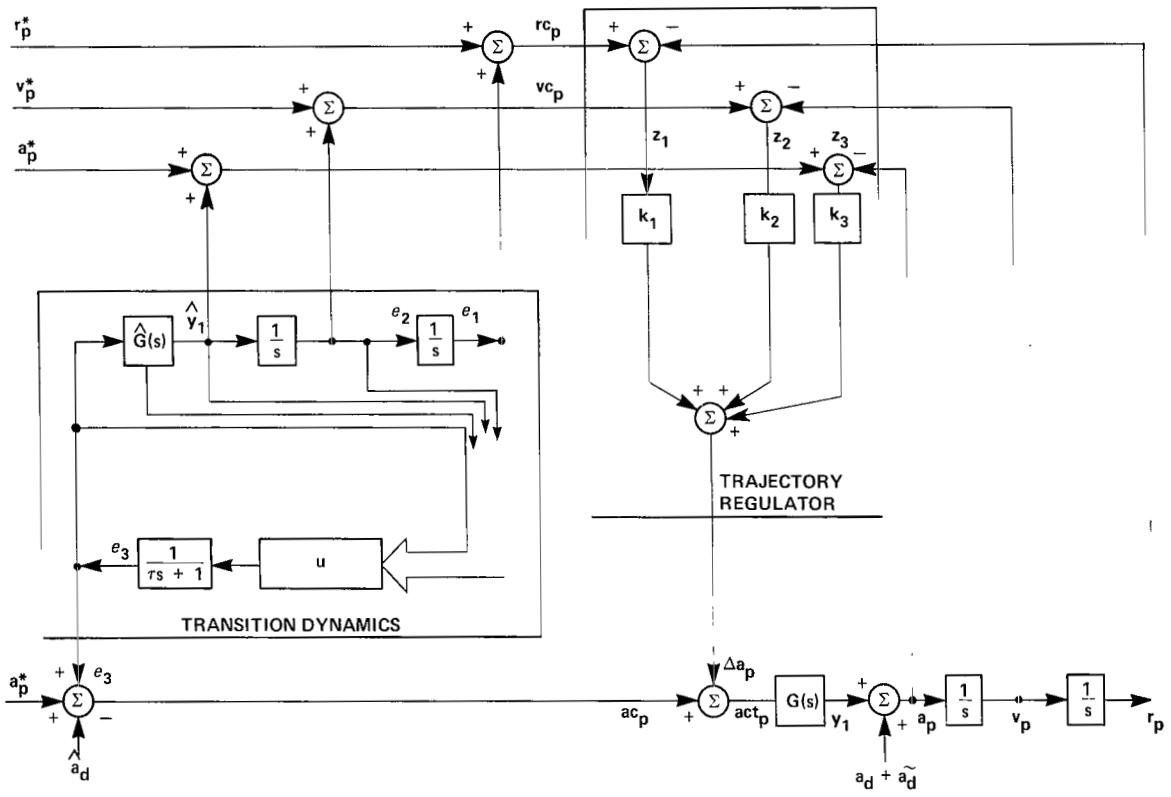 r*p + + Σ rcp + Σ −
v*p + + Σ vcp + Σ −
z1 z2
a*p + + Σ + z3 Σ −
k1 k2 k3
Ĝ(s) ŷ1 1/s e2 1/s e1
+ + Σ +
TRAJECTORY
REGULATOR
e3 1/(τs + 1) u
TRANSITION DYNAMICS
+ e3 Δap
a*p + Σ − acp + Σ actp G(s) y1 + Σ + ap 1/s vp 1/s rp
âd ad + ãd